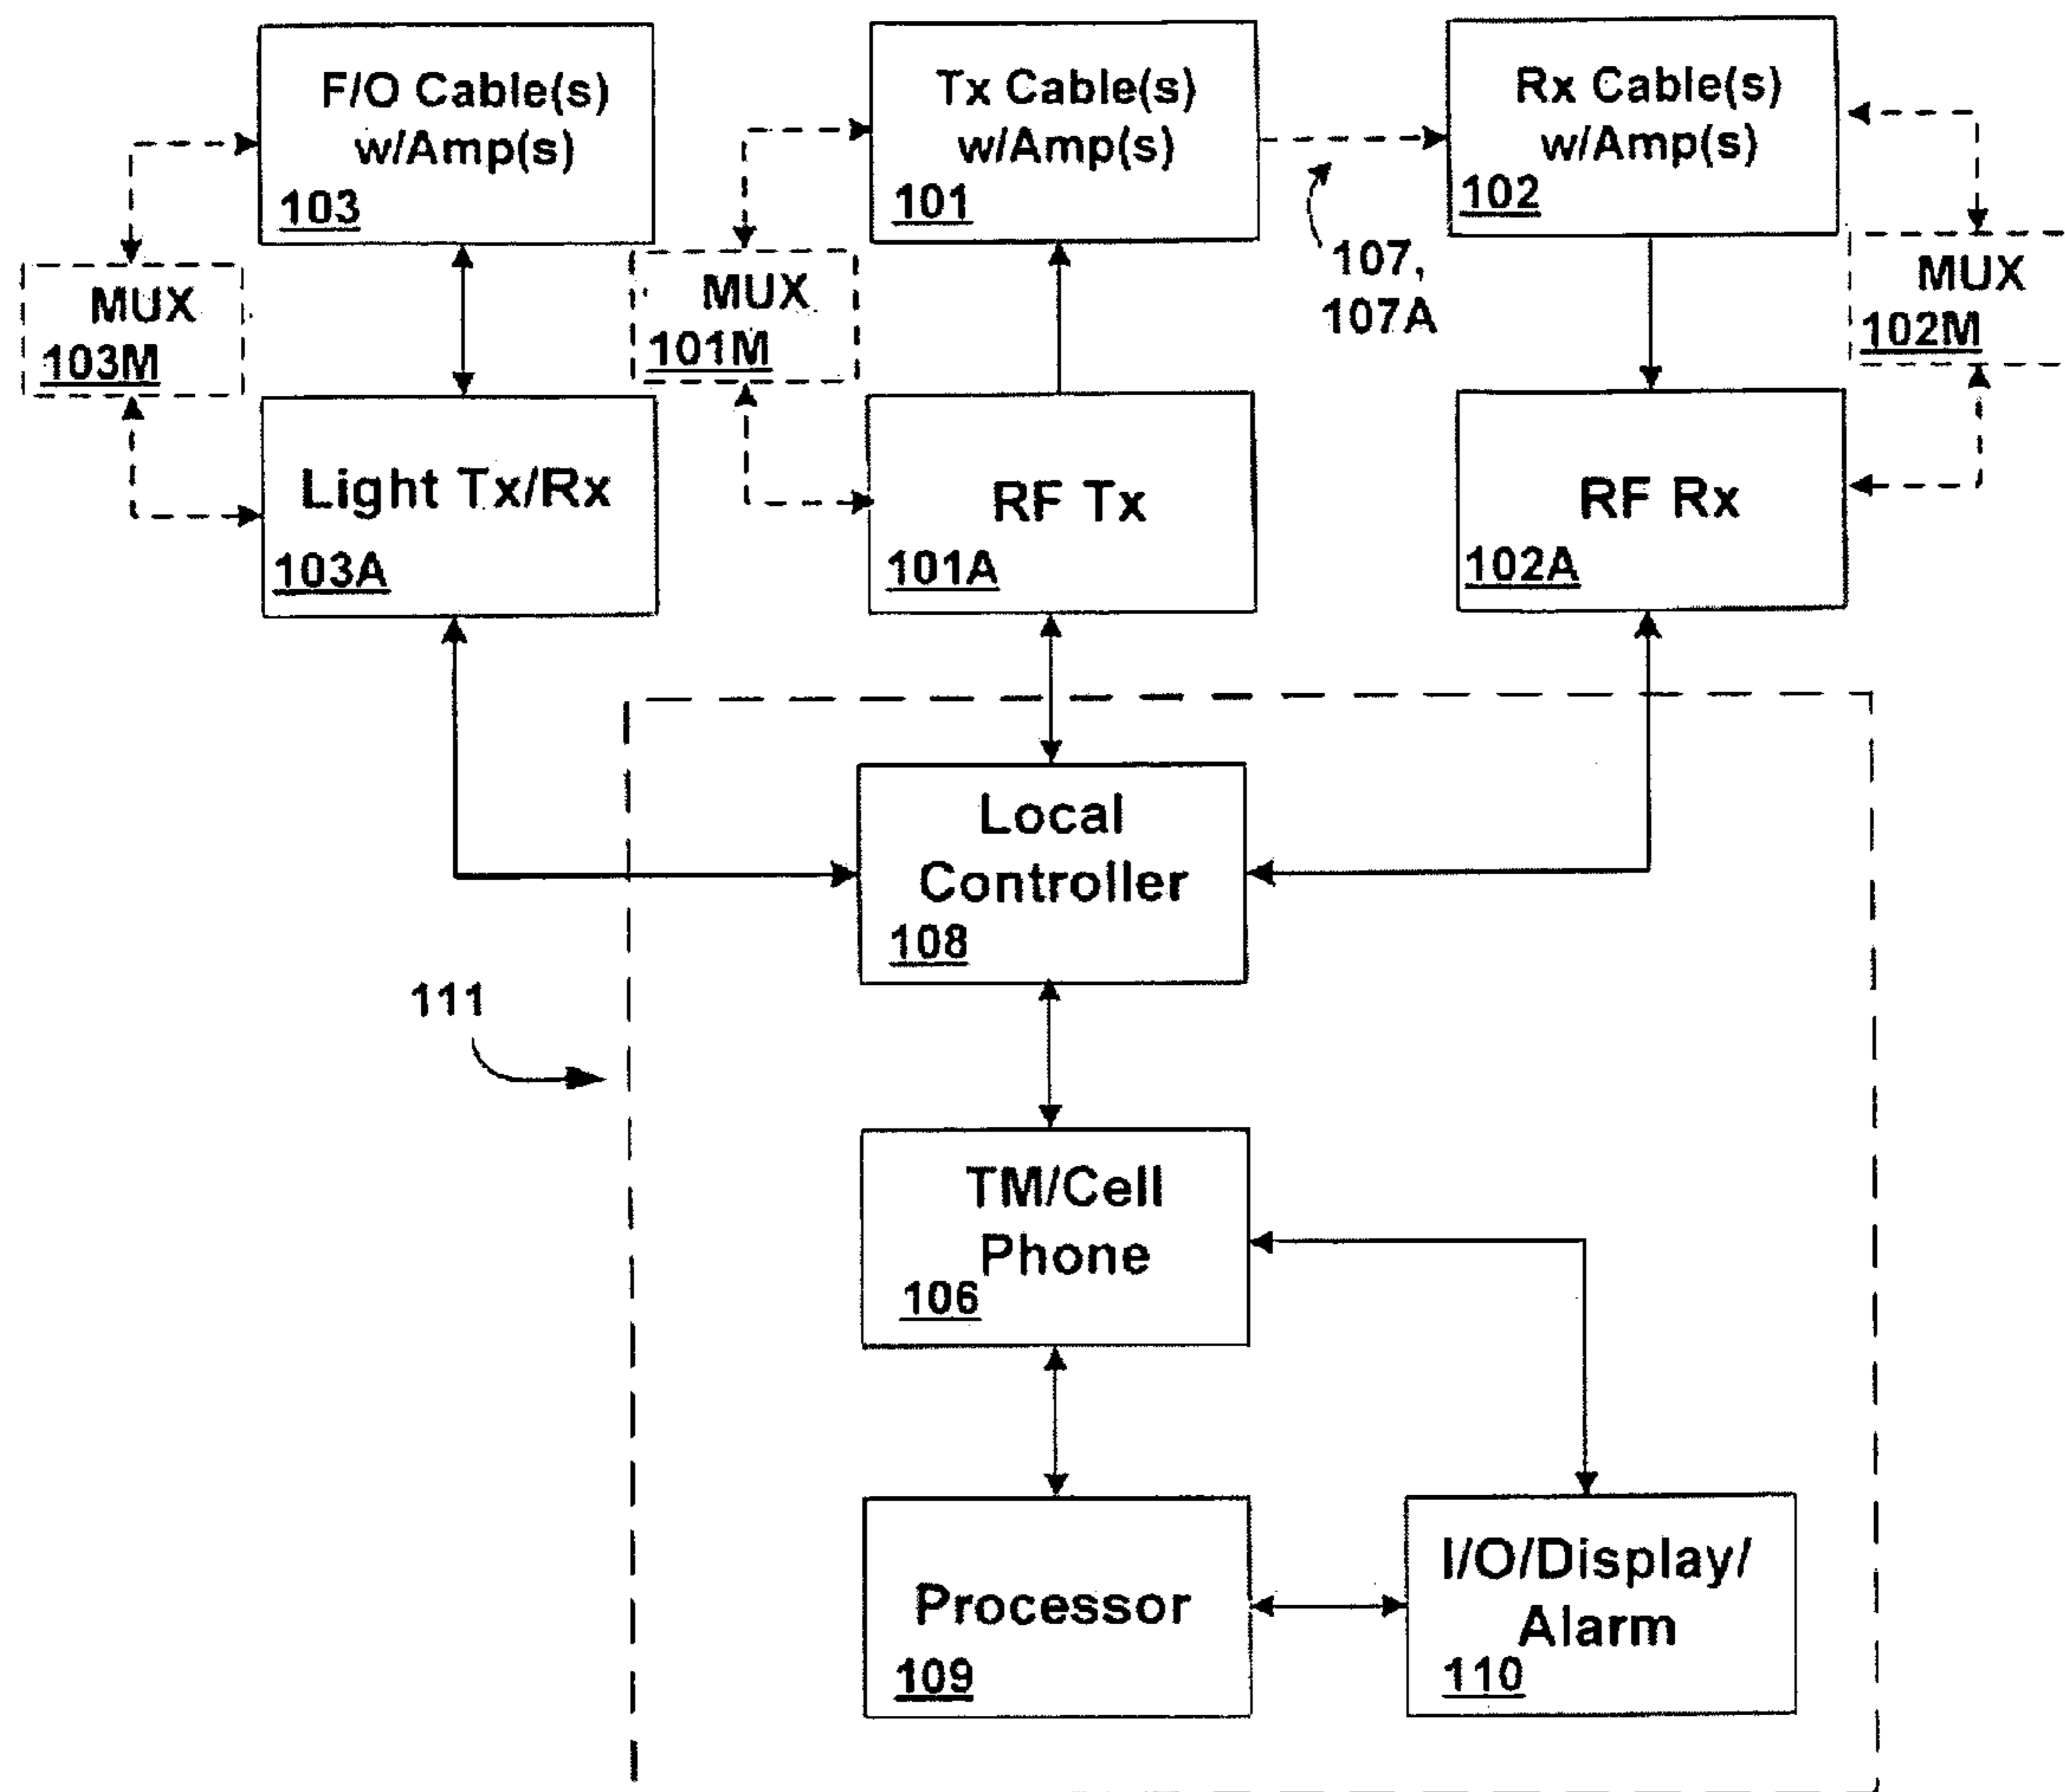 F/O Cable(s)
w/Amp(s)
103
Tx Cable(s)
w/Amp(s)
101
Rx Cable(s)
w/Amp(s)
102
107,
107A
MUX
103M
MUX
101M
MUX
102M
Light Tx/Rx
103A
RF Tx
101A
RF Rx
102A
Local
Controller
108
111
TM/Cell
Phone
106
Processor
109
I/O/Display/
Alarm
110